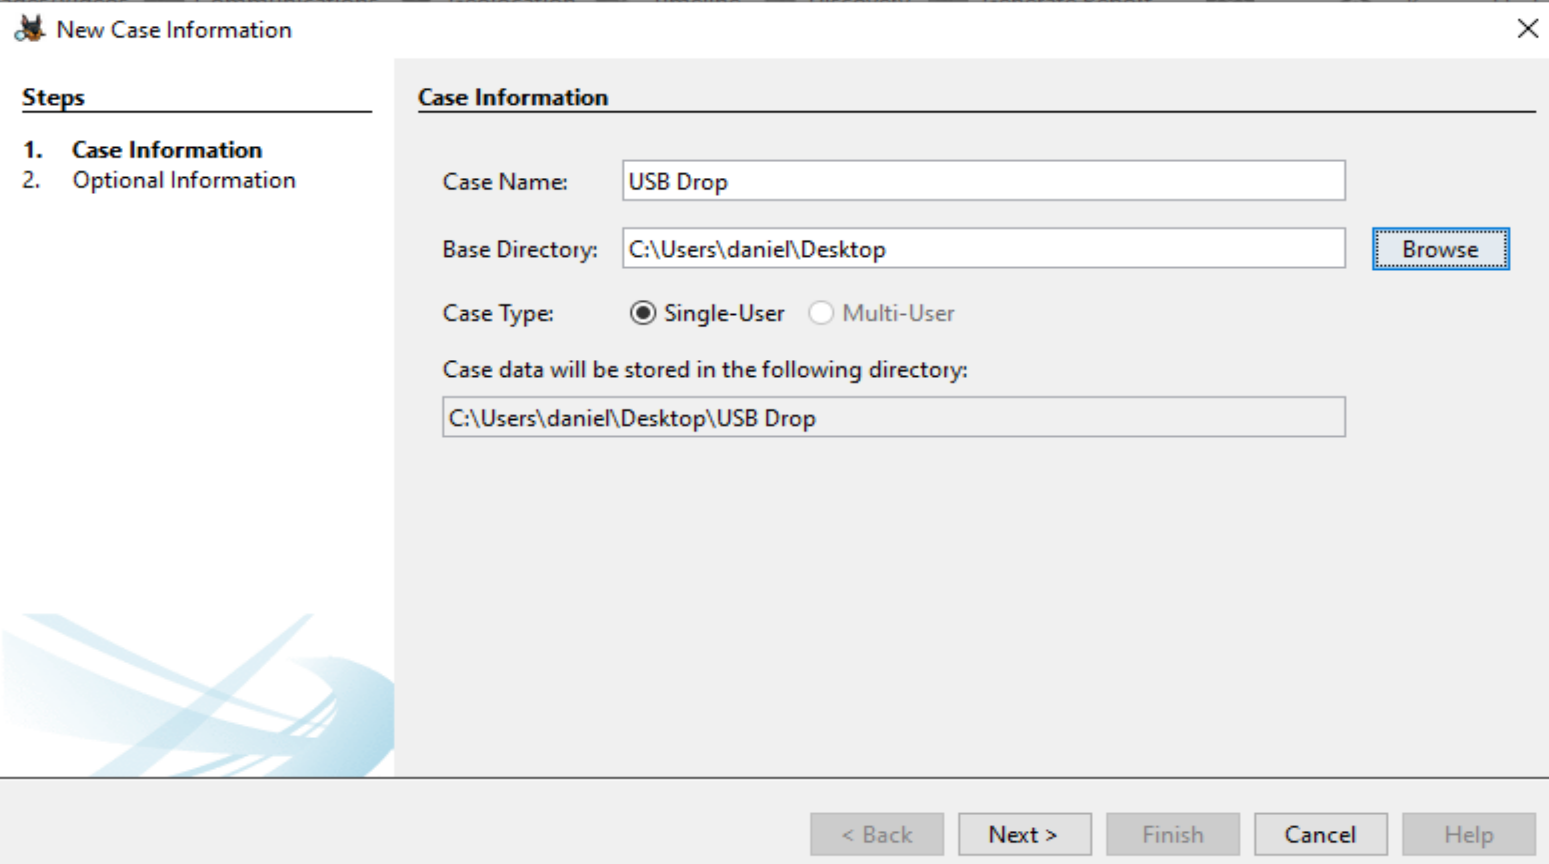 New Case Information
Steps
1. Case Information
2. Optional Information
Case Information
Case Name: USB Drop
Base Directory: C:\Users\daniel\Desktop Browse
Case Type: Single-User Multi-User
Case data will be stored in the following directory:
C:\Users\daniel\Desktop\USB Drop
< Back Next > Finish Cancel Help